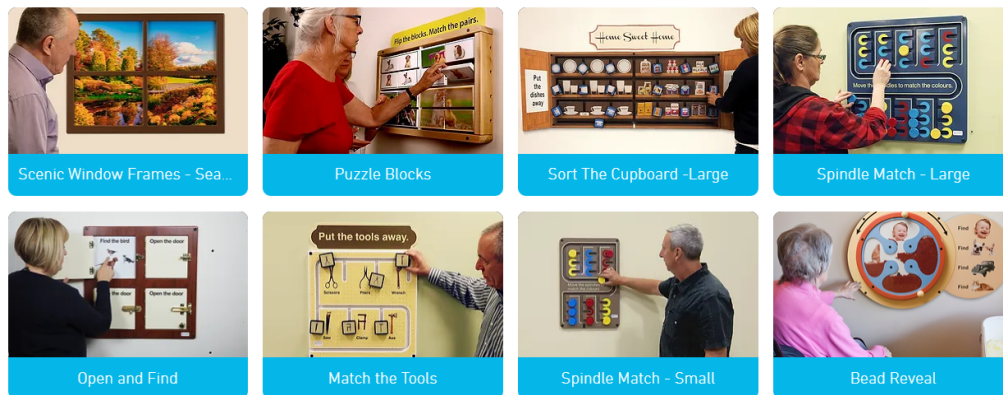 Flip the blocks. Match the pairs.
Home Sweet Home
Put
the
dishes
away
Move the spindles to match the colours.
Scenic Window Frames - Sea...
Puzzle Blocks
Sort The Cupboard -Large
Spindle Match - Large
Find the bird
Open the door
the door
Open the door
Put the tools away.
Scissors
Pliers
Wrench
Saw
Clamp
Axe
Find
Find
Find
Find
Open and Find
Match the Tools
Spindle Match - Small
Bead Reveal